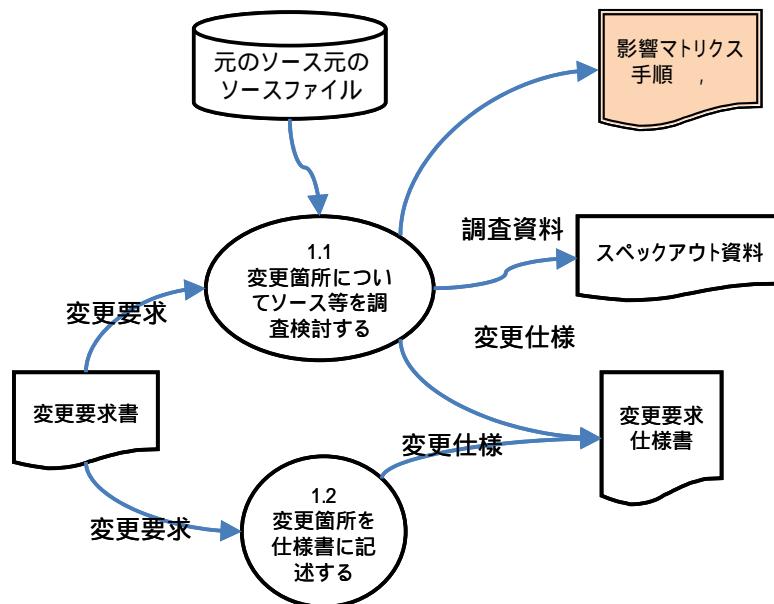 元のソース元の
ソースファイル
影響マトリクス
手順 ,
1.1
変更箇所につい
てソース等を調
査検討する
調査資料
スペックアウト資料
変更要求
変更仕様
変更要求書
変更要求
仕様書
変更仕様
1.2
変更箇所を
仕様書に記
述する
変更要求